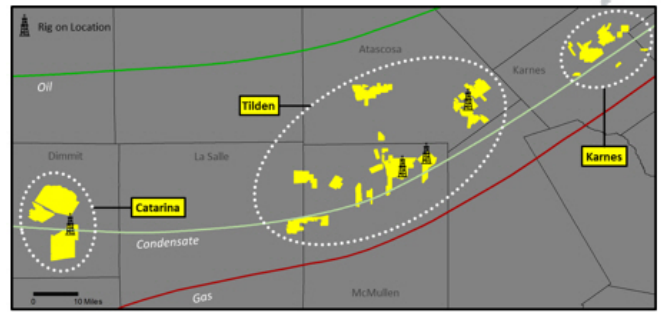 Rig on Location
Oil
Atascosa
Karnes
Tilden
Dimmit
La Salle
Karnes
Catarina
Condensate
0
10 Miles
Gas
McMullen